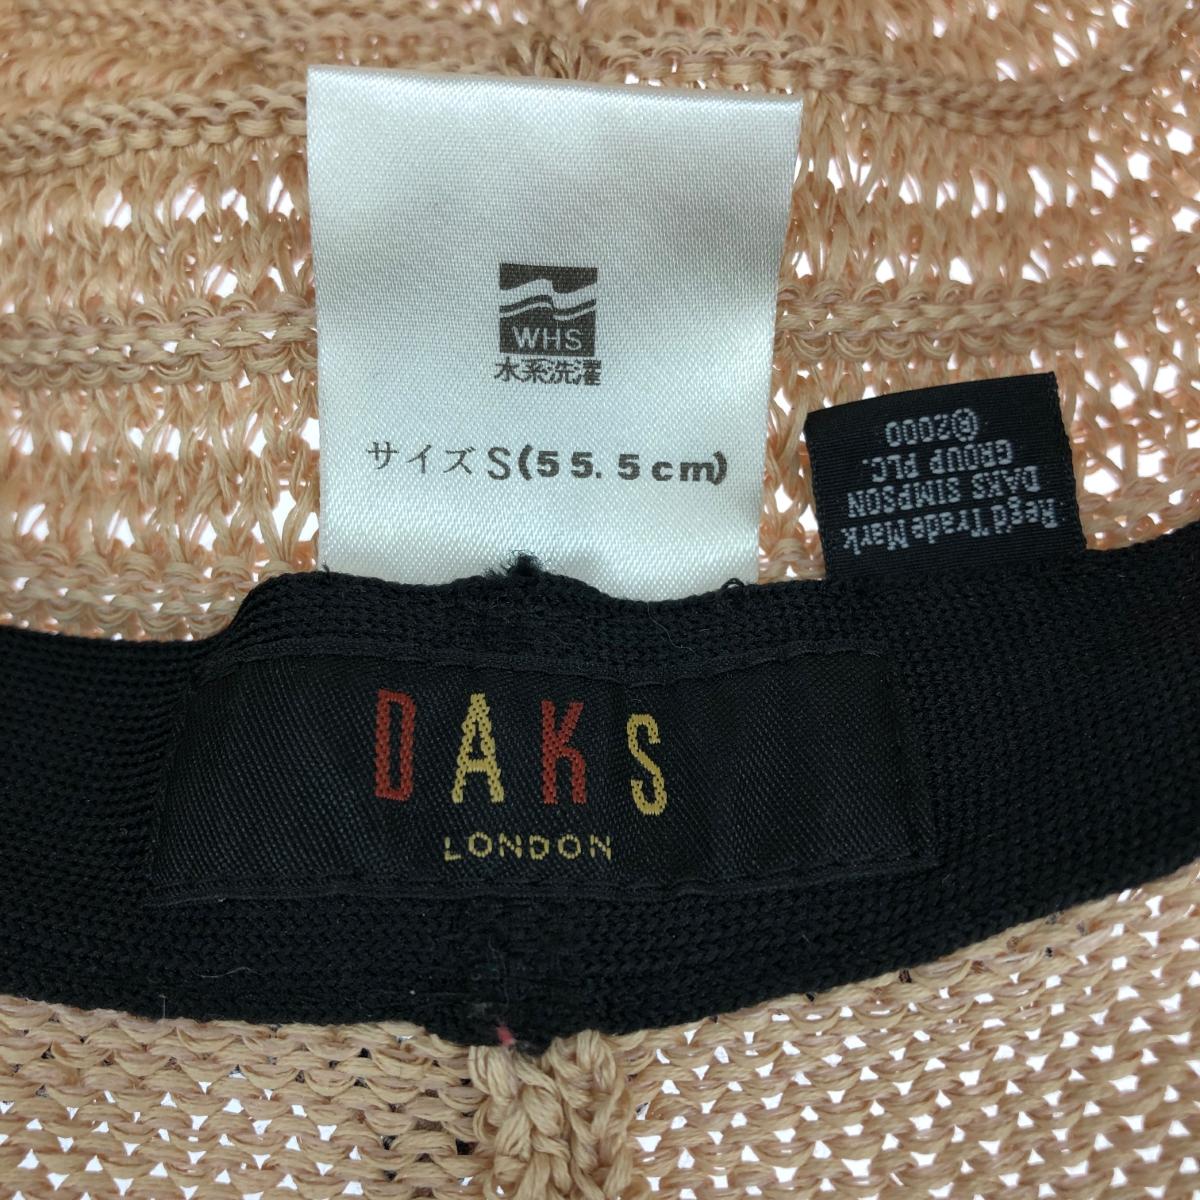 WHS
水系洗濯
サイズ S(55.5cm)
Reg'd Trade Mark
DAKS SIMPSON
GROUP PLC.
®2000
DAKS
LONDON